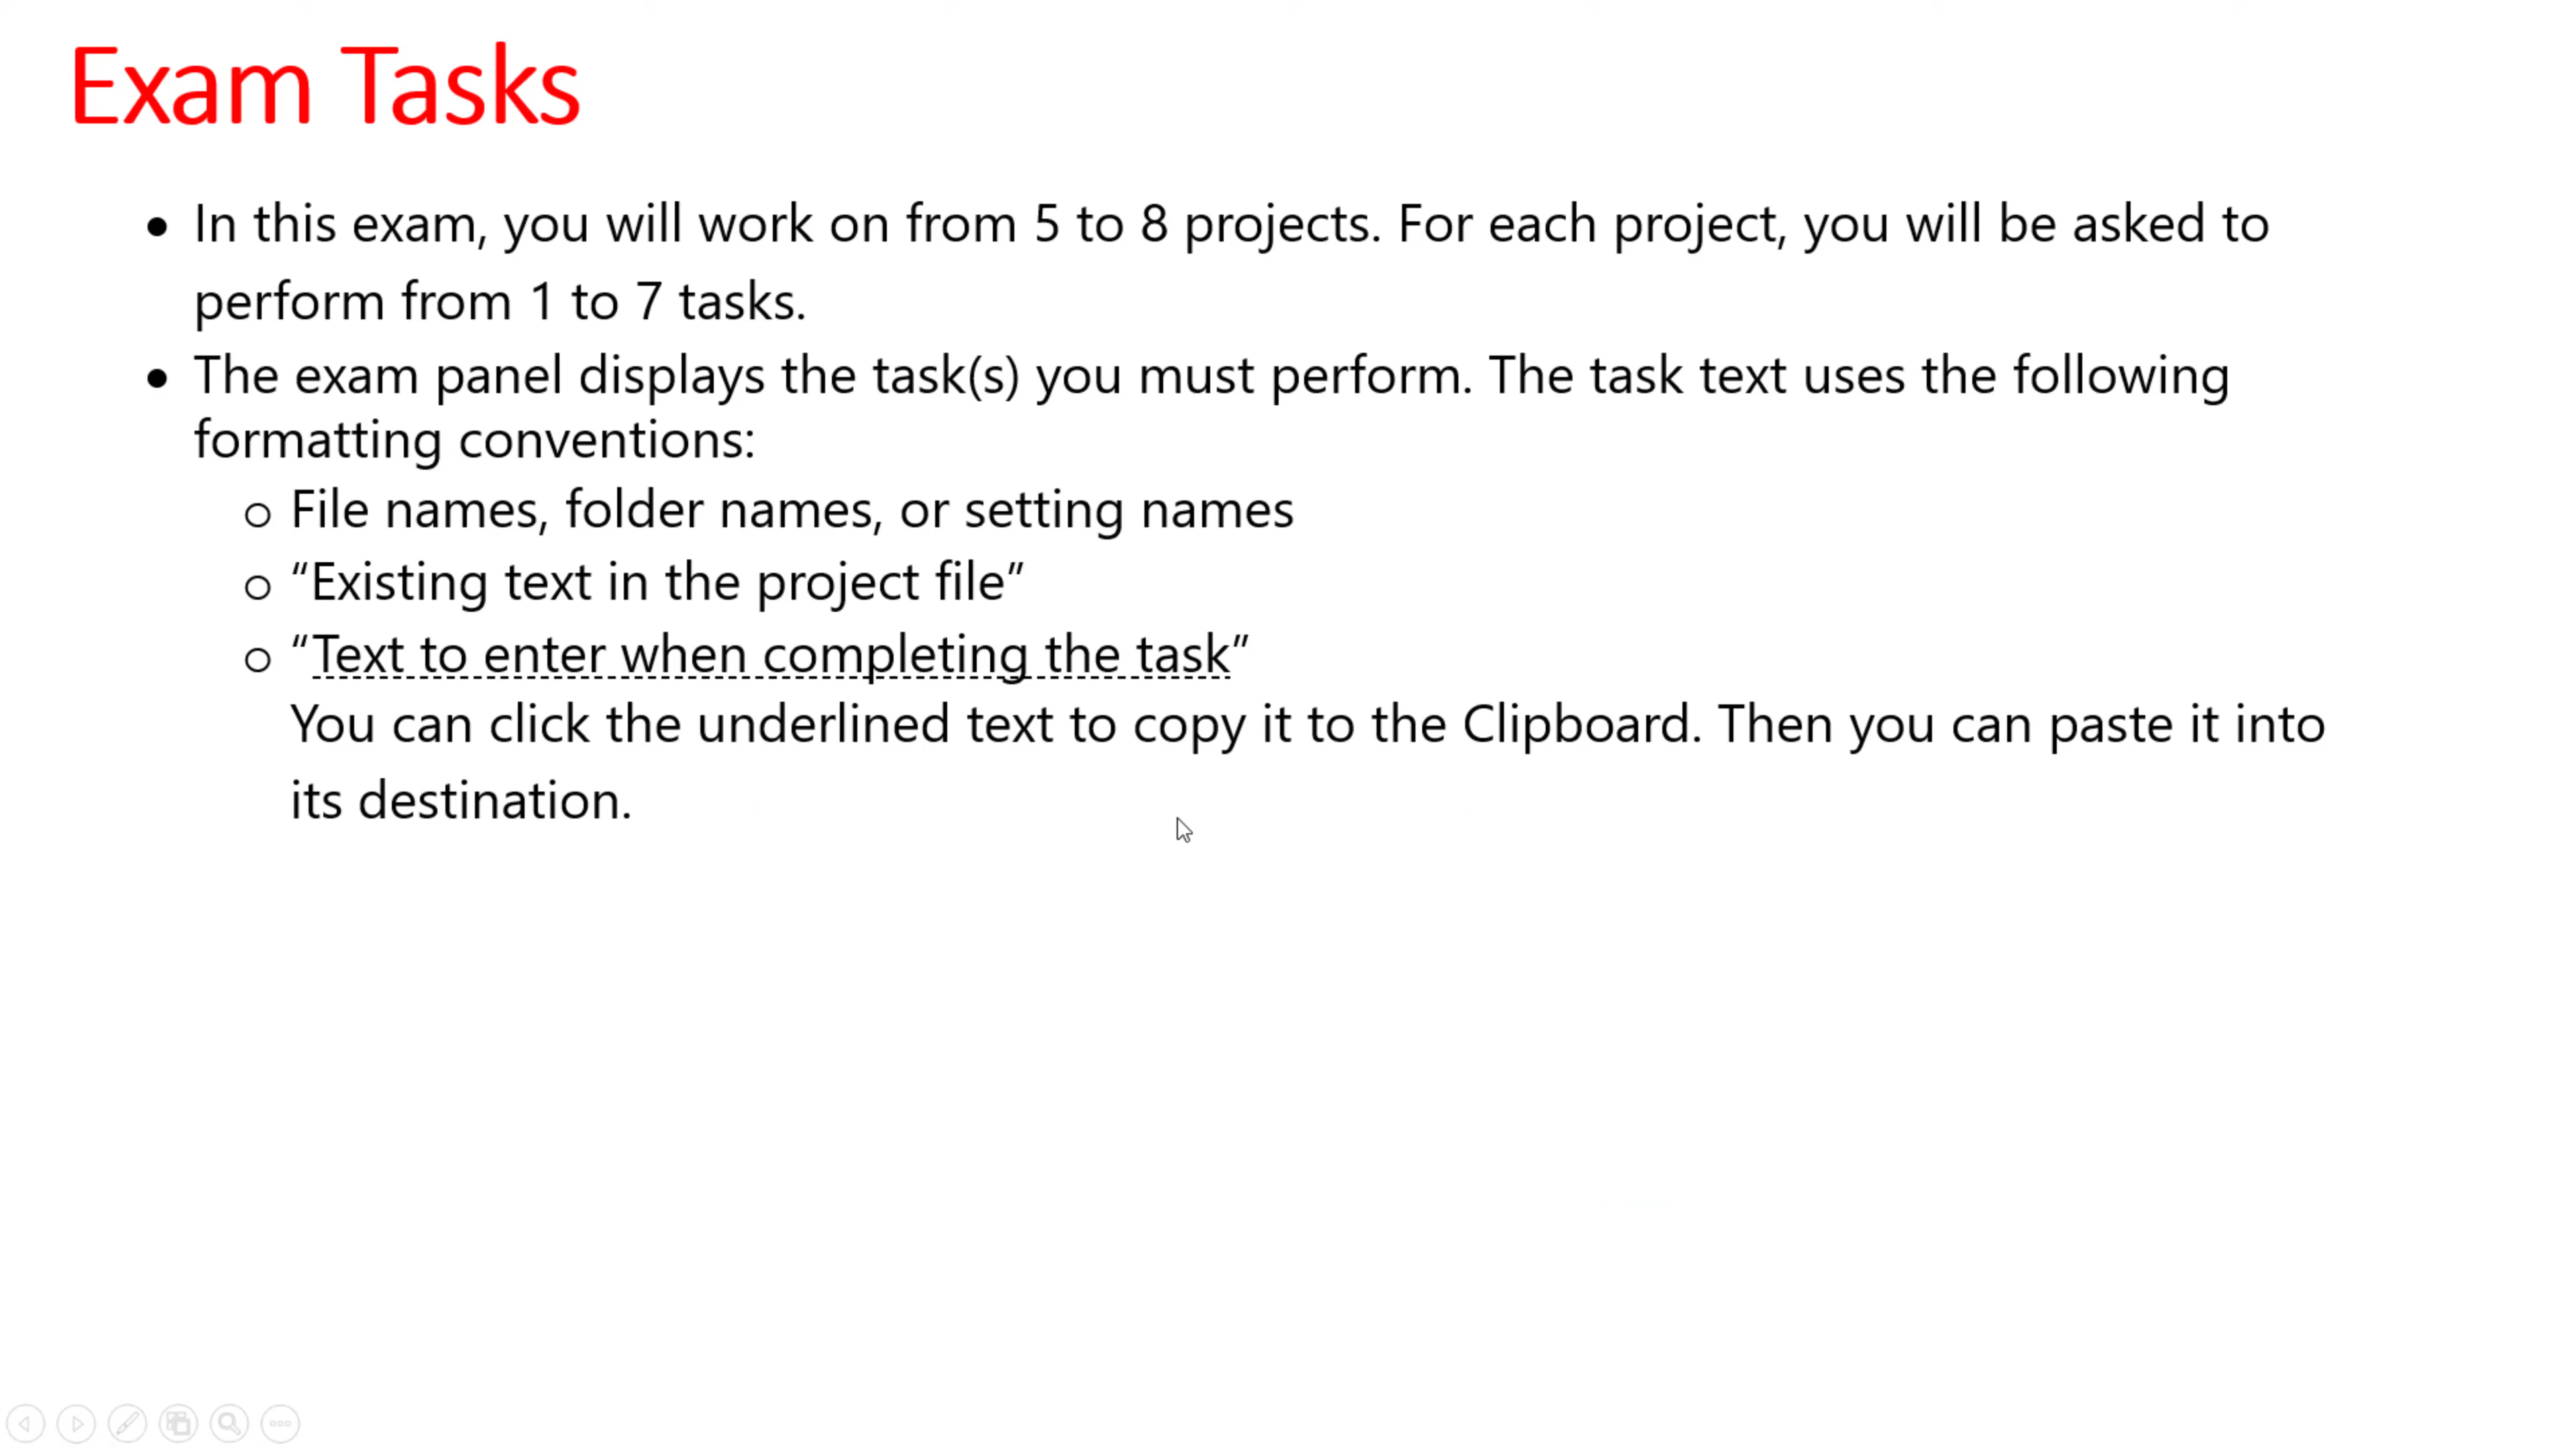 Exam Tasks
• In this exam, you will work on from 5 to 8 projects. For each project, you will be asked to
perform from 1 to 7 tasks.
• The exam panel displays the task(s) you must perform. The task text uses the following
formatting conventions:
○ File names, folder names, or setting names
○ “Existing text in the project file”
○ “Text to enter when completing the task”
You can click the underlined text to copy it to the Clipboard. Then you can paste it into
its destination.